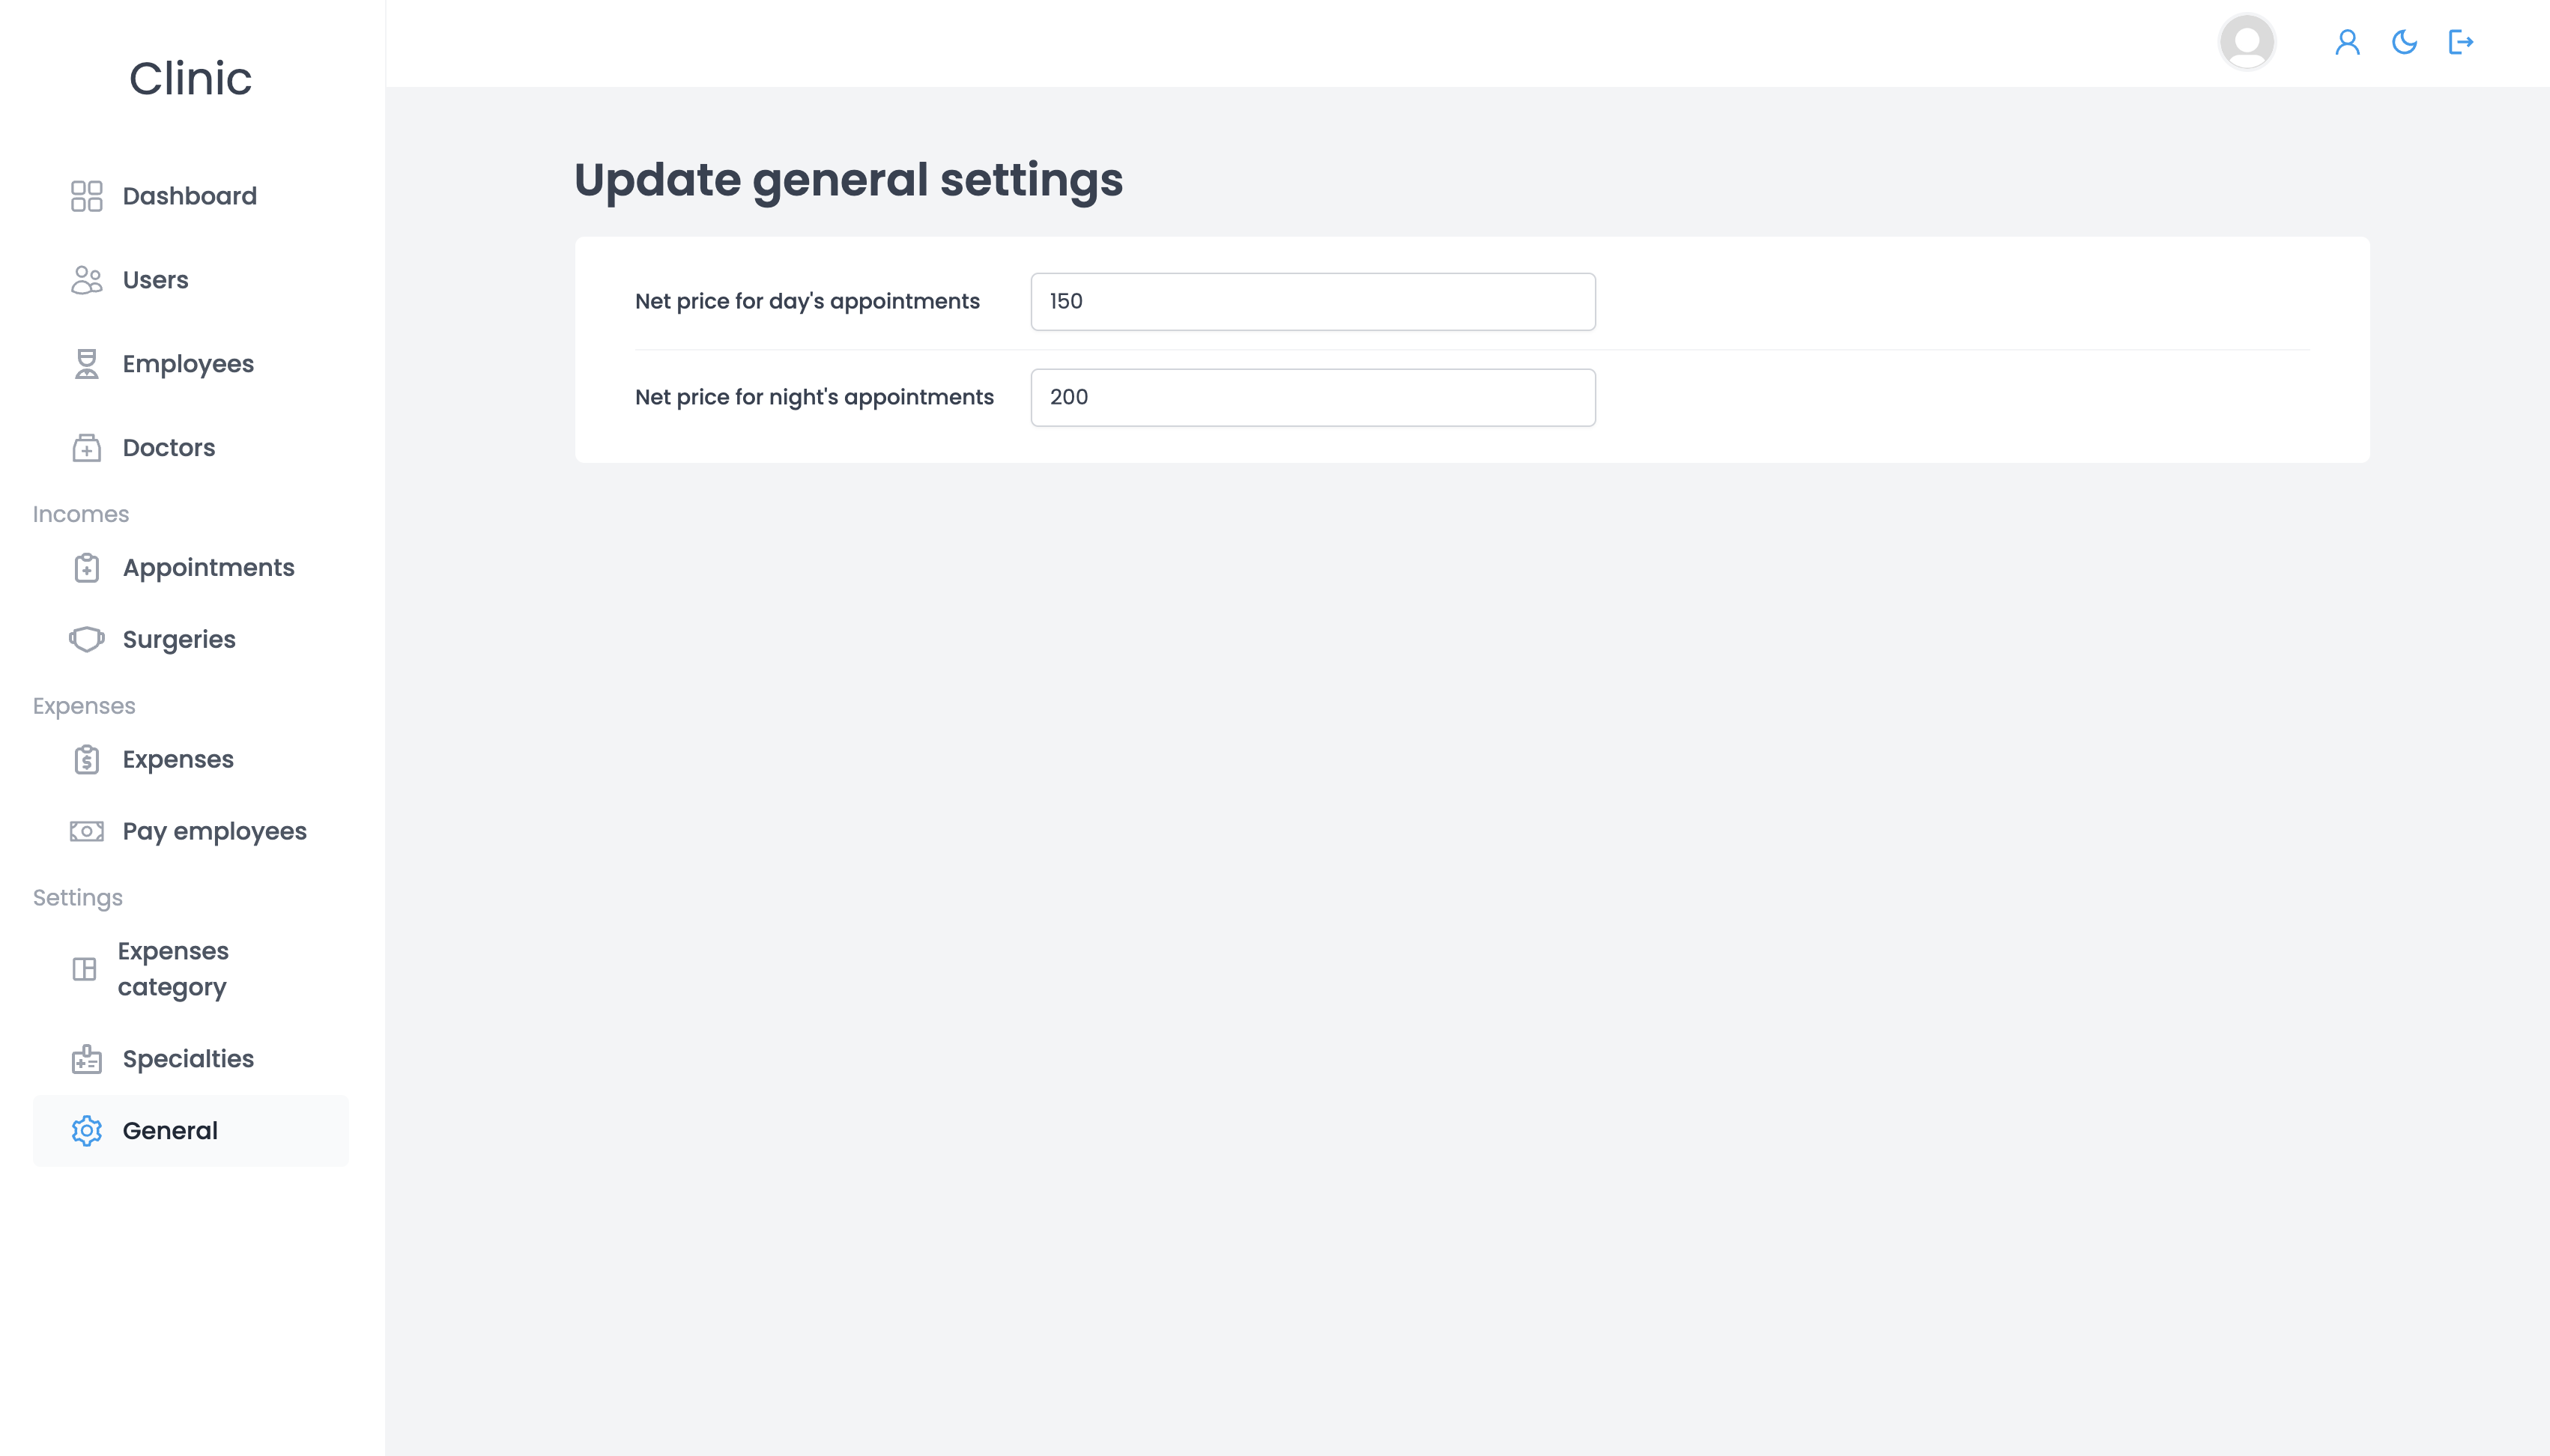 Clinic
Dashboard
Users
Employees
Doctors
Incomes
Appointments
Surgeries
Expenses
Expenses
Pay employees
Settings
Expenses
category
Specialties
General
Update general settings
Net price for day's appointments 150
Net price for night's appointments 200